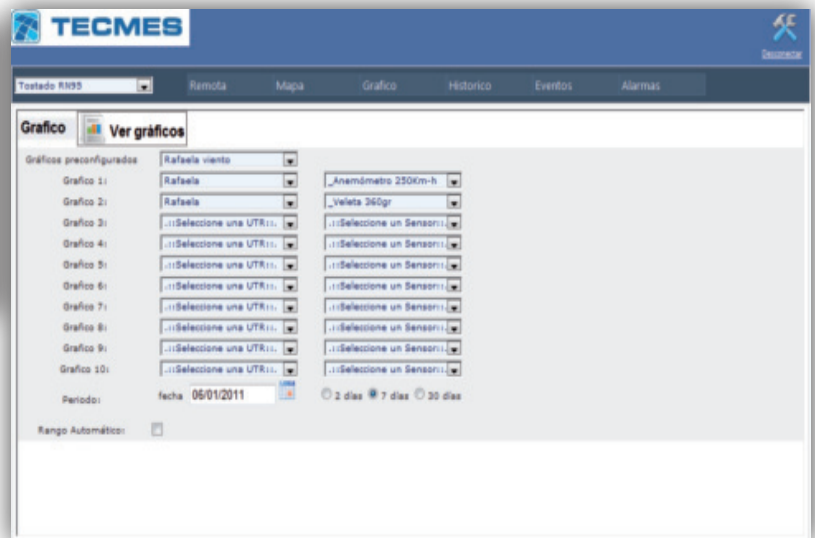 TECMES
Desconectar
Tostado RN95 Remota Mapa Grafico Historico Eventos Alarmas
Grafico Ver gráficos
Gráficos preconfigurados Rafaela viento
Grafico 1: Rafaela _Anemómetro 250Km-h
Grafico 2: Rafaela _Veleta 360gr
Grafico 3: .::Seleccione una UTR::. .::Seleccione un Sensor::.
Grafico 4: .::Seleccione una UTR::. .::Seleccione un Sensor::.
Grafico 5: .::Seleccione una UTR::. .::Seleccione un Sensor::.
Grafico 6: .::Seleccione una UTR::. .::Seleccione un Sensor::.
Grafico 7: .::Seleccione una UTR::. .::Seleccione un Sensor::.
Grafico 8: .::Seleccione una UTR::. .::Seleccione un Sensor::.
Grafico 9: .::Seleccione una UTR::. .::Seleccione un Sensor::.
Grafico 10: .::Seleccione una UTR::. .::Seleccione un Sensor::.
Periodo: fecha 06/01/2011 2 días 7 días 30 días
Rango Automático: